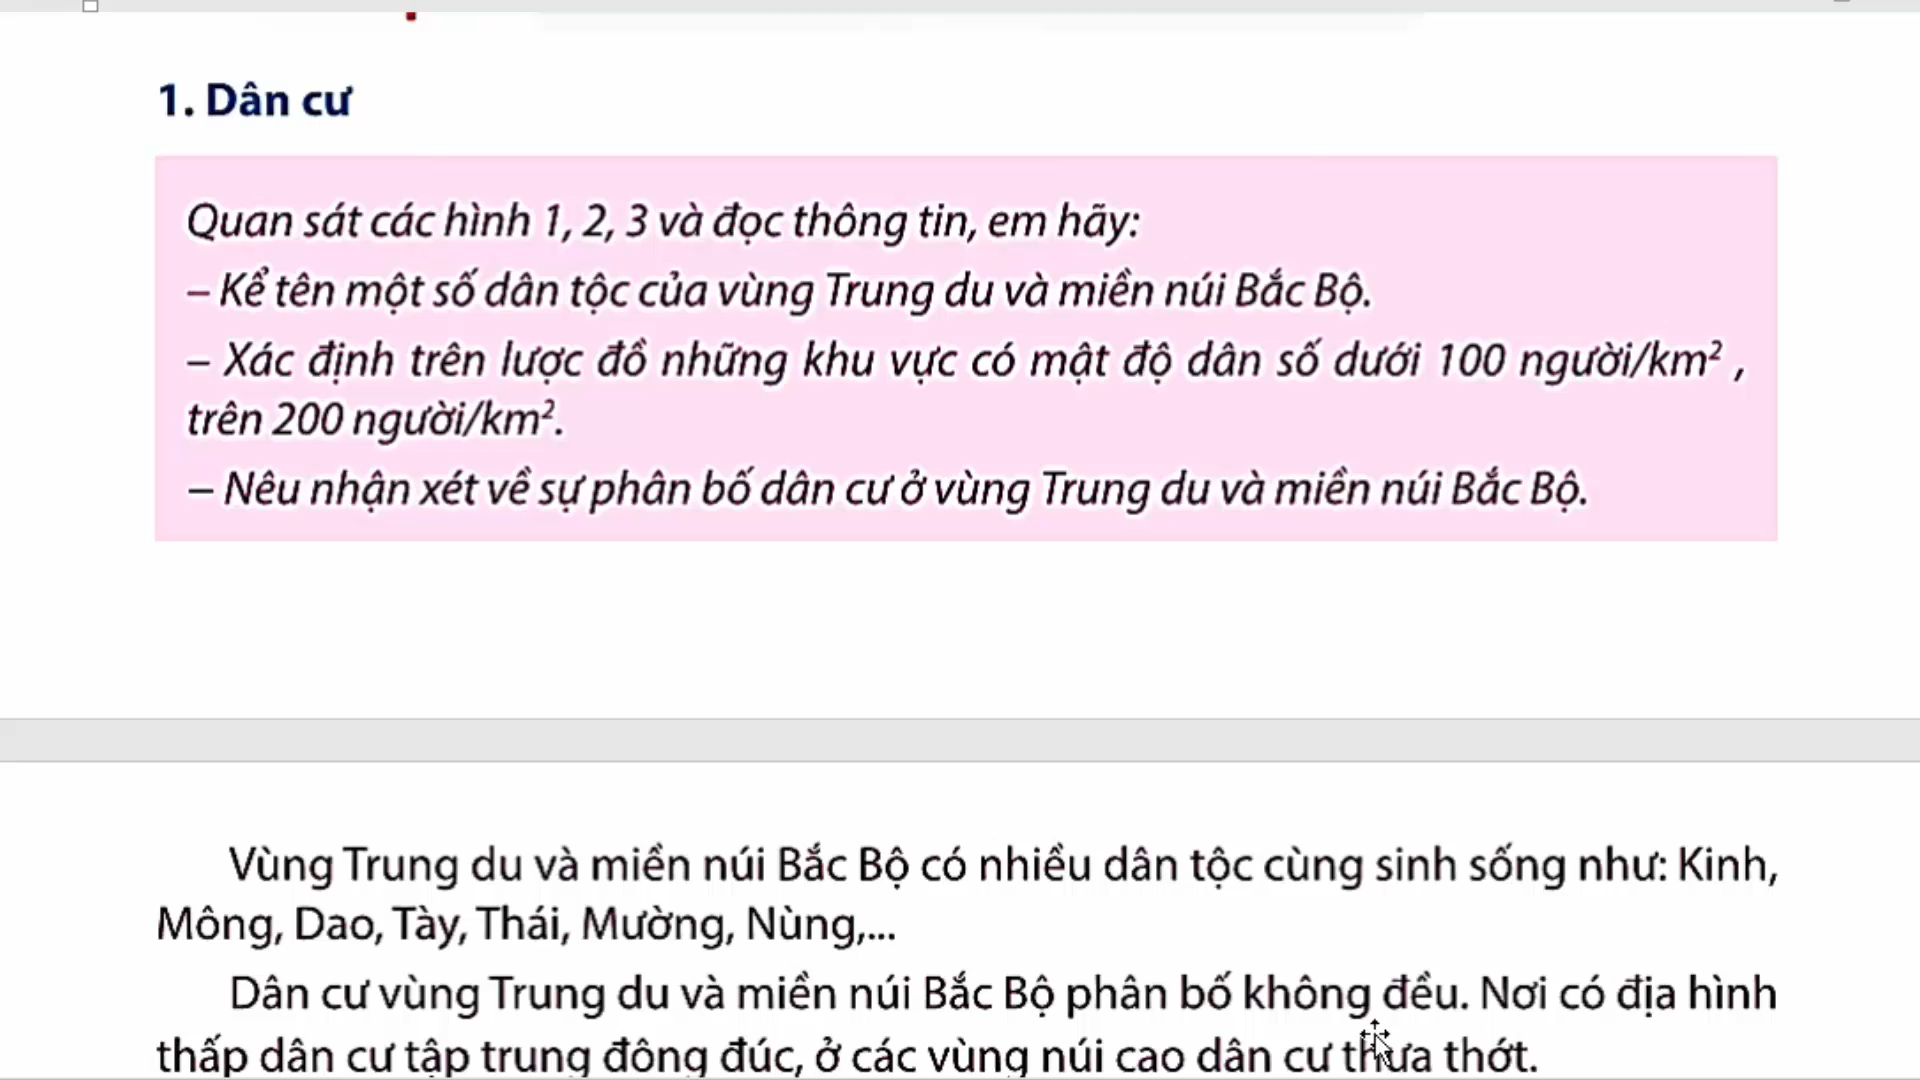 1. Dân cư
Quan sát các hình 1, 2, 3 và đọc thông tin, em hãy:
– Kể tên một số dân tộc của vùng Trung du và miền núi Bắc Bộ.
– Xác định trên lược đồ những khu vực có mật độ dân số dưới 100 người/km² ,
trên 200 người/km².
– Nêu nhận xét về sự phân bố dân cư ở vùng Trung du và miền núi Bắc Bộ.
Vùng Trung du và miền núi Bắc Bộ có nhiều dân tộc cùng sinh sống như: Kinh,
Mông, Dao, Tày, Thái, Mường, Nùng,...
Dân cư vùng Trung du và miền núi Bắc Bộ phân bố không đều. Nơi có địa hình
thấp dân cư tập trung đông đúc, ở các vùng núi cao dân cư thưa thớt.